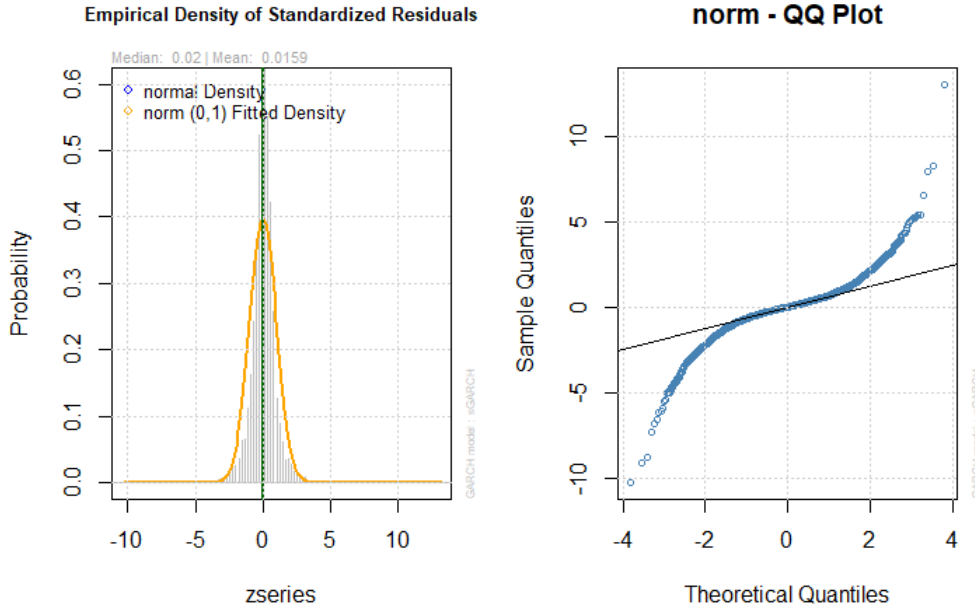 Empirical Density of Standardized Residuals
Median: 0.02 | Mean: 0.0159
normal Density
norm (0,1) Fitted Density
Probability
0.0 0.1 0.2 0.3 0.4 0.5 0.6
-10 -5 0 5 10
zseries
GARCH model : sGARCH
norm - QQ Plot
Sample Quantiles
-10 -5 0 5 10
-4 -2 0 2 4
Theoretical Quantiles
GARCH model : sGARCH